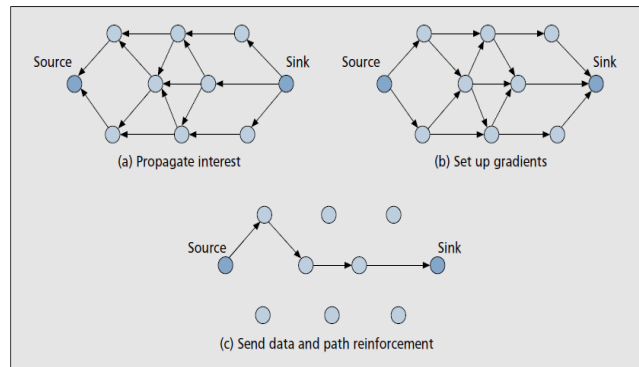 Source
Sink
(a) Propagate interest
Source
Sink
(b) Set up gradients
Source
Sink
(c) Send data and path reinforcement